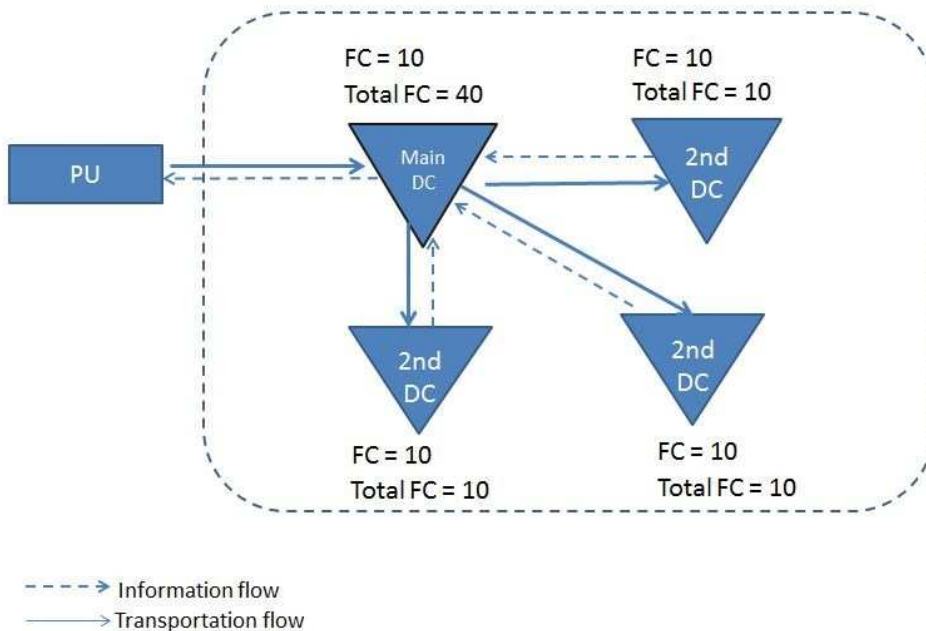 FC = 10
Total FC = 40
FC = 10
Total FC = 10
PU
Main
DC
2nd
DC
2nd
DC
2nd
DC
FC = 10
Total FC = 10
FC = 10
Total FC = 10
Information flow
Transportation flow